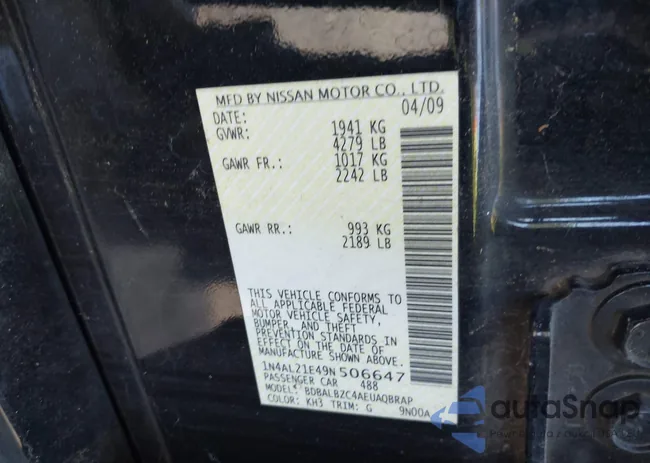 MFD BY NISSAN MOTOR CO., LTD.
DATE: 04/09
GVWR: 1941 KG
4279 LB
GAWR FR.: 1017 KG
2242 LB
GAWR RR.: 993 KG
2189 LB
THIS VEHICLE CONFORMS TO
ALL APPLICABLE FEDERAL
MOTOR VEHICLE SAFETY,
BUMPER, AND THEFT
PREVENTION STANDARDS IN
EFFECT ON THE DATE OF
MANUFACTURE SHOWN ABOVE.
1N4AL21E49N506647
PASSENGER CAR 488
MODEL: BDBALBZC4AEUAQBRAP
COLOR: KH3 TRIM: G 9N00A
autoSnap